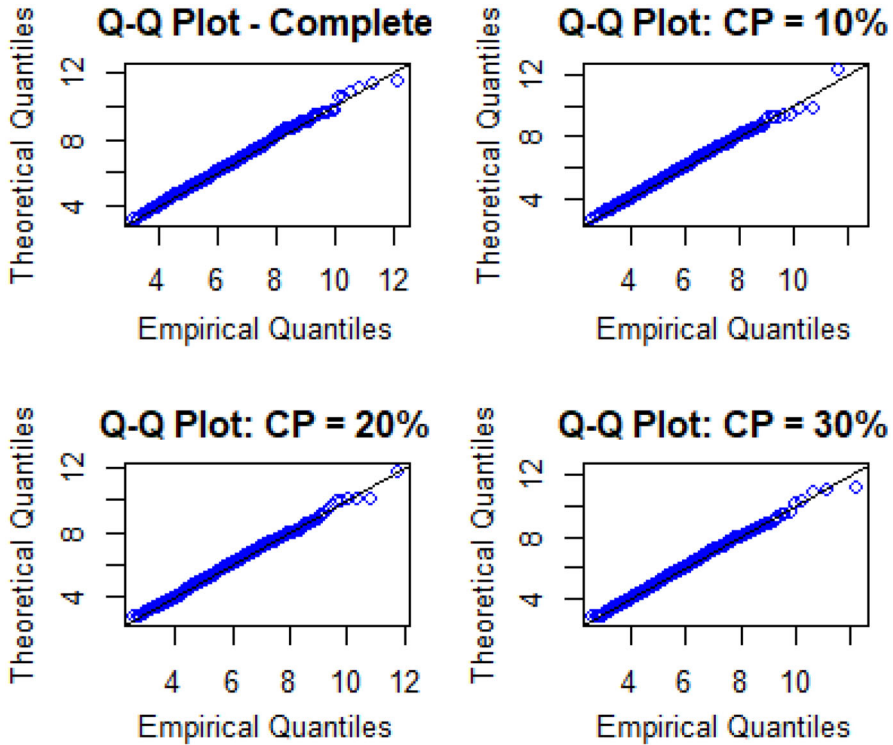 Q-Q Plot - Complete
Theoretical Quantiles
12
8
4
4 6 8 10 12
Empirical Quantiles
Q-Q Plot: CP = 10%
Theoretical Quantiles
12
8
4
4 6 8 10
Empirical Quantiles
Q-Q Plot: CP = 20%
Theoretical Quantiles
12
8
4
4 6 8 10 12
Empirical Quantiles
Q-Q Plot: CP = 30%
Theoretical Quantiles
12
8
4
4 6 8 10
Empirical Quantiles